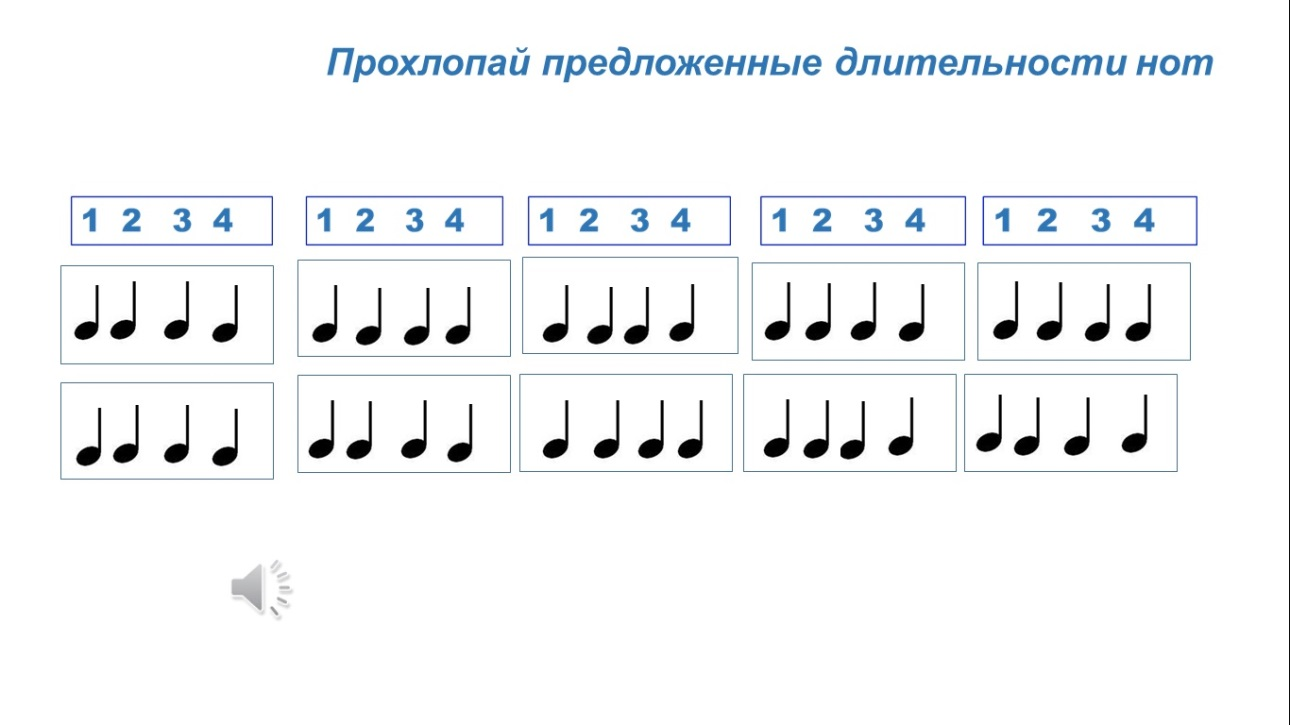 Прохлопай предложенные длительности нот
1 2 3 4 1 2 3 4 1 2 3 4 1 2 3 4 1 2 3 4